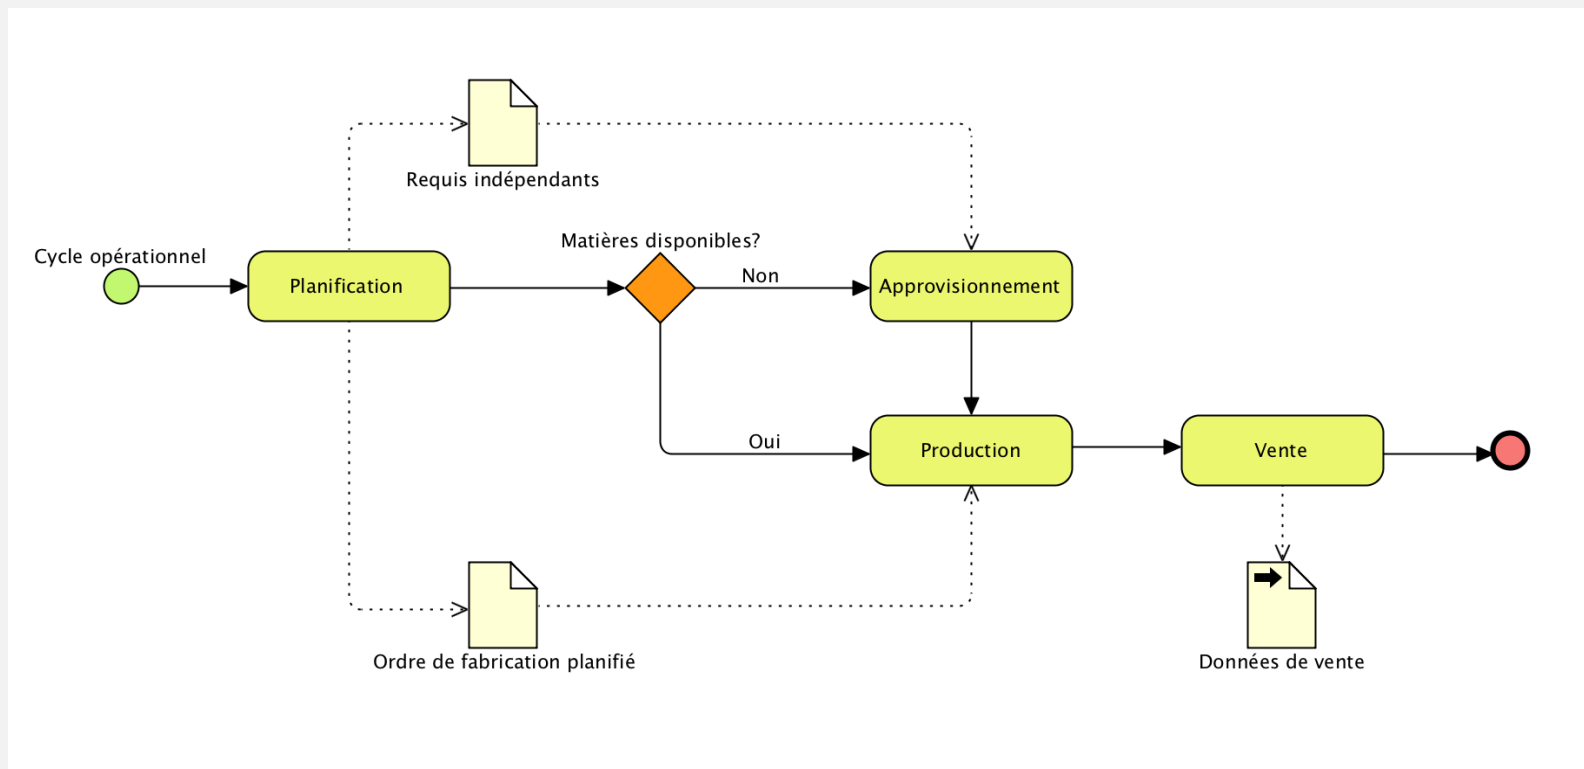 Requis indépendants
Cycle opérationnel
Matières disponibles?
Planification
Non
Approvisionnement
Oui
Production
Vente
Ordre de fabrication planifié
Données de vente